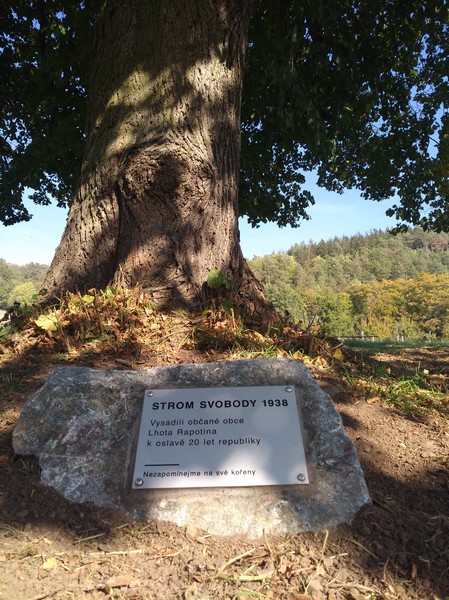 STROM SVOBODY 1938
Vysadili občané obce
Lhota Rapotina
k oslavě 20 let republiky
Nezapomínejme na své kořeny